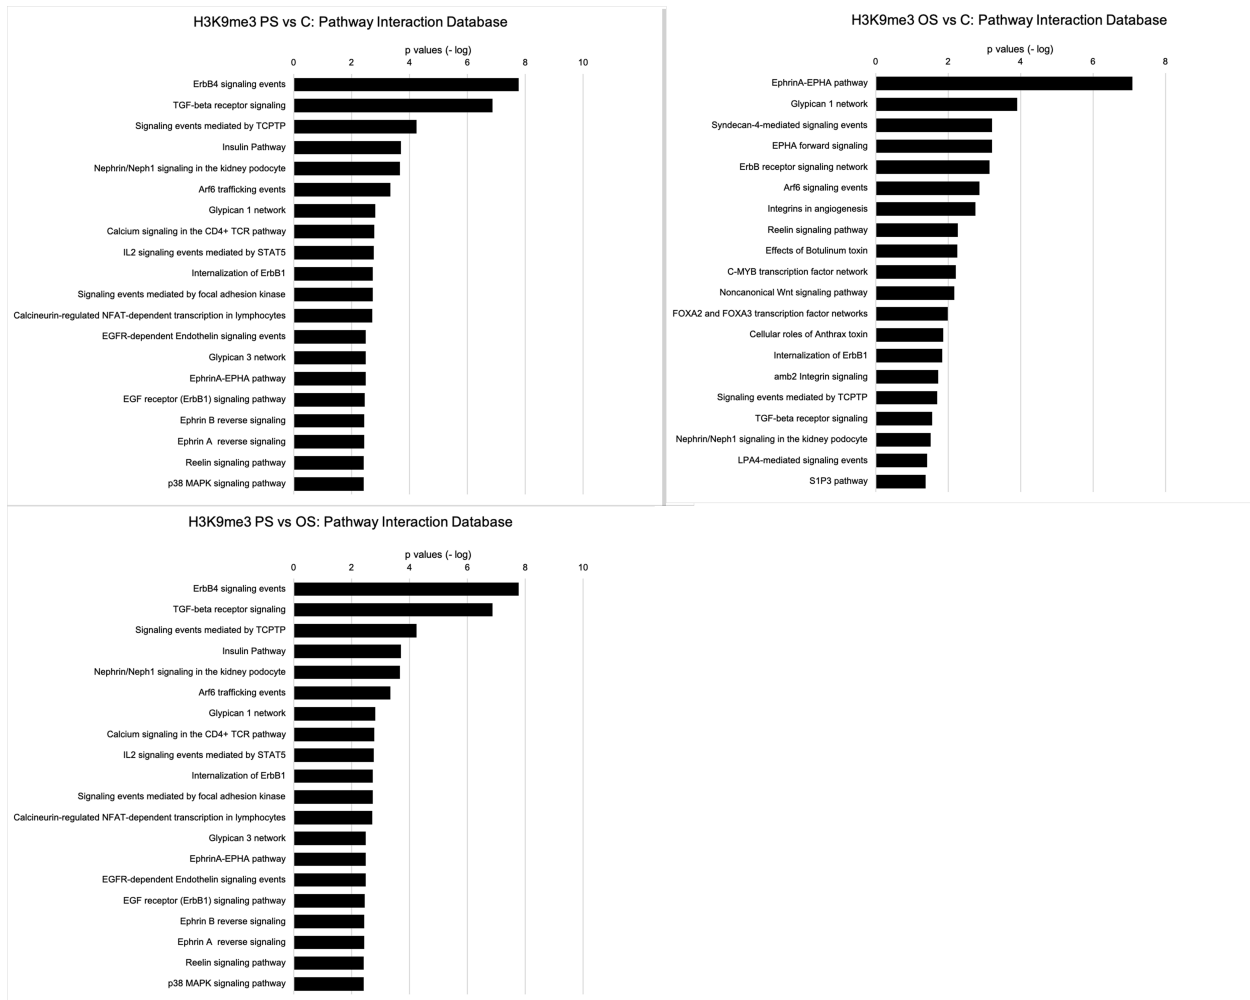 H3K9me3 PS vs C: Pathway Interaction Database
p values (- log)
0 2 4 6 8 10
ErbB4 signaling events
TGF-beta receptor signaling
Signaling events mediated by TCPTP
Insulin Pathway
Nephrin/Neph1 signaling in the kidney podocyte
Arf6 trafficking events
Glypican 1 network
Calcium signaling in the CD4+ TCR pathway
IL2 signaling events mediated by STAT5
Internalization of ErbB1
Signaling events mediated by focal adhesion kinase
Calcineurin-regulated NFAT-dependent transcription in lymphocytes
EGFR-dependent Endothelin signaling events
Glypican 3 network
EphrinA-EPHA pathway
EGF receptor (ErbB1) signaling pathway
Ephrin B reverse signaling
Ephrin A reverse signaling
Reelin signaling pathway
p38 MAPK signaling pathway
H3K9me3 OS vs C: Pathway Interaction Database
p values (- log)
0 2 4 6 8
EphrinA-EPHA pathway
Glypican 1 network
Syndecan-4-mediated signaling events
EPHA forward signaling
ErbB receptor signaling network
Arf6 signaling events
Integrins in angiogenesis
Reelin signaling pathway
Effects of Botulinum toxin
C-MYB transcription factor network
Noncanonical Wnt signaling pathway
FOXA2 and FOXA3 transcription factor networks
Cellular roles of Anthrax toxin
Internalization of ErbB1
amb2 Integrin signaling
Signaling events mediated by TCPTP
TGF-beta receptor signaling
Nephrin/Neph1 signaling in the kidney podocyte
LPA4-mediated signaling events
S1P3 pathway
H3K9me3 PS vs OS: Pathway Interaction Database
p values (- log)
0 2 4 6 8 10
ErbB4 signaling events
TGF-beta receptor signaling
Signaling events mediated by TCPTP
Insulin Pathway
Nephrin/Neph1 signaling in the kidney podocyte
Arf6 trafficking events
Glypican 1 network
Calcium signaling in the CD4+ TCR pathway
IL2 signaling events mediated by STAT5
Internalization of ErbB1
Signaling events mediated by focal adhesion kinase
Calcineurin-regulated NFAT-dependent transcription in lymphocytes
Glypican 3 network
EphrinA-EPHA pathway
EGFR-dependent Endothelin signaling events
EGF receptor (ErbB1) signaling pathway
Ephrin B reverse signaling
Ephrin A reverse signaling
Reelin signaling pathway
p38 MAPK signaling pathway